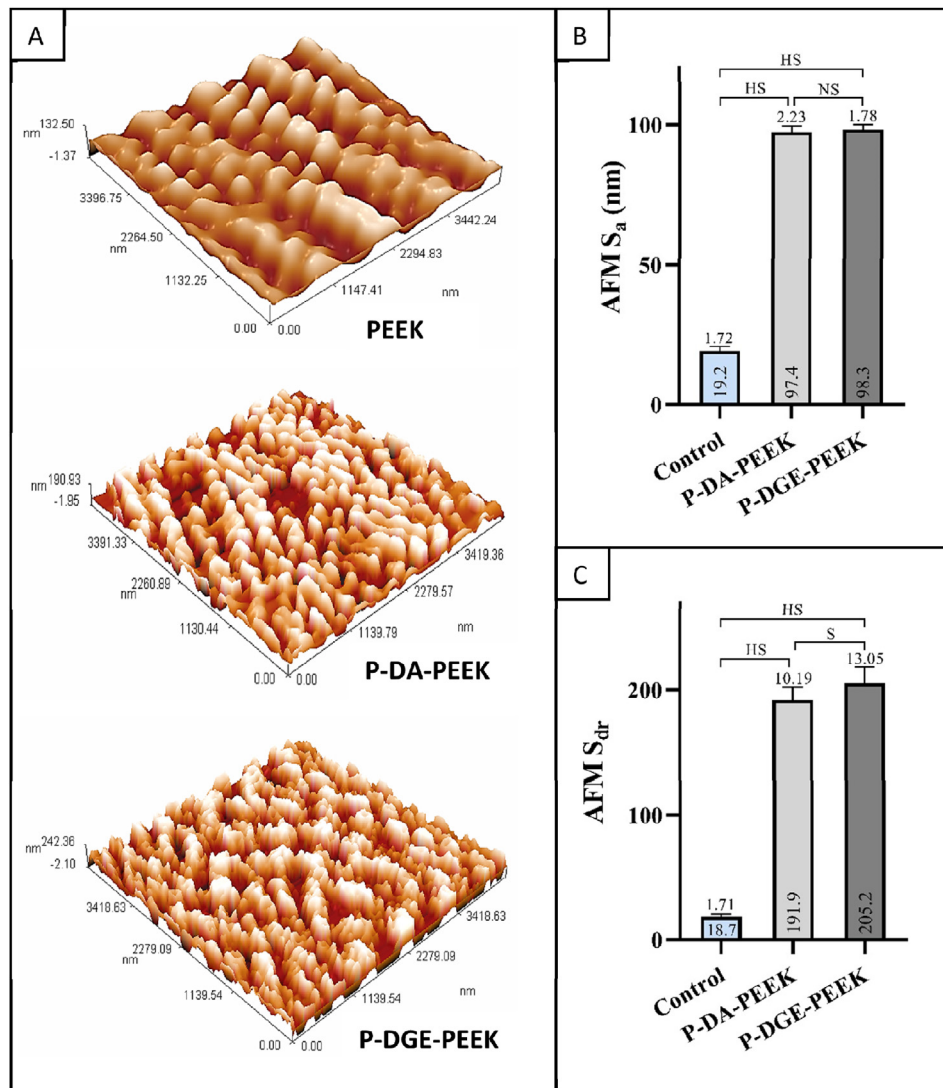 A
nm
132.50
-1.37
3396.75
2264.50
nm
1132.25
0.00
0.00
1147.41
nm
2294.83
3442.24
PEEK
nm
190.93
-1.95
3391.33
2260.89
nm
1130.44
0.00
0.00
1139.79
nm
2279.57
3419.36
P-DA-PEEK
nm
242.36
-2.10
3418.63
2279.09
nm
1139.54
0.00
0.00
1139.54
nm
2279.09
3418.63
P-DGE-PEEK
B
HS
HS
NS
100
50
0
AFM Sa (nm)
1.72
2.23
1.78
19.2
97.4
98.3
Control
P-DA-PEEK
P-DGE-PEEK
C
HS
S
HS
200
100
0
AFM Sdr
1.71
10.19
13.05
18.7
191.9
205.2
Control
P-DA-PEEK
P-DGE-PEEK